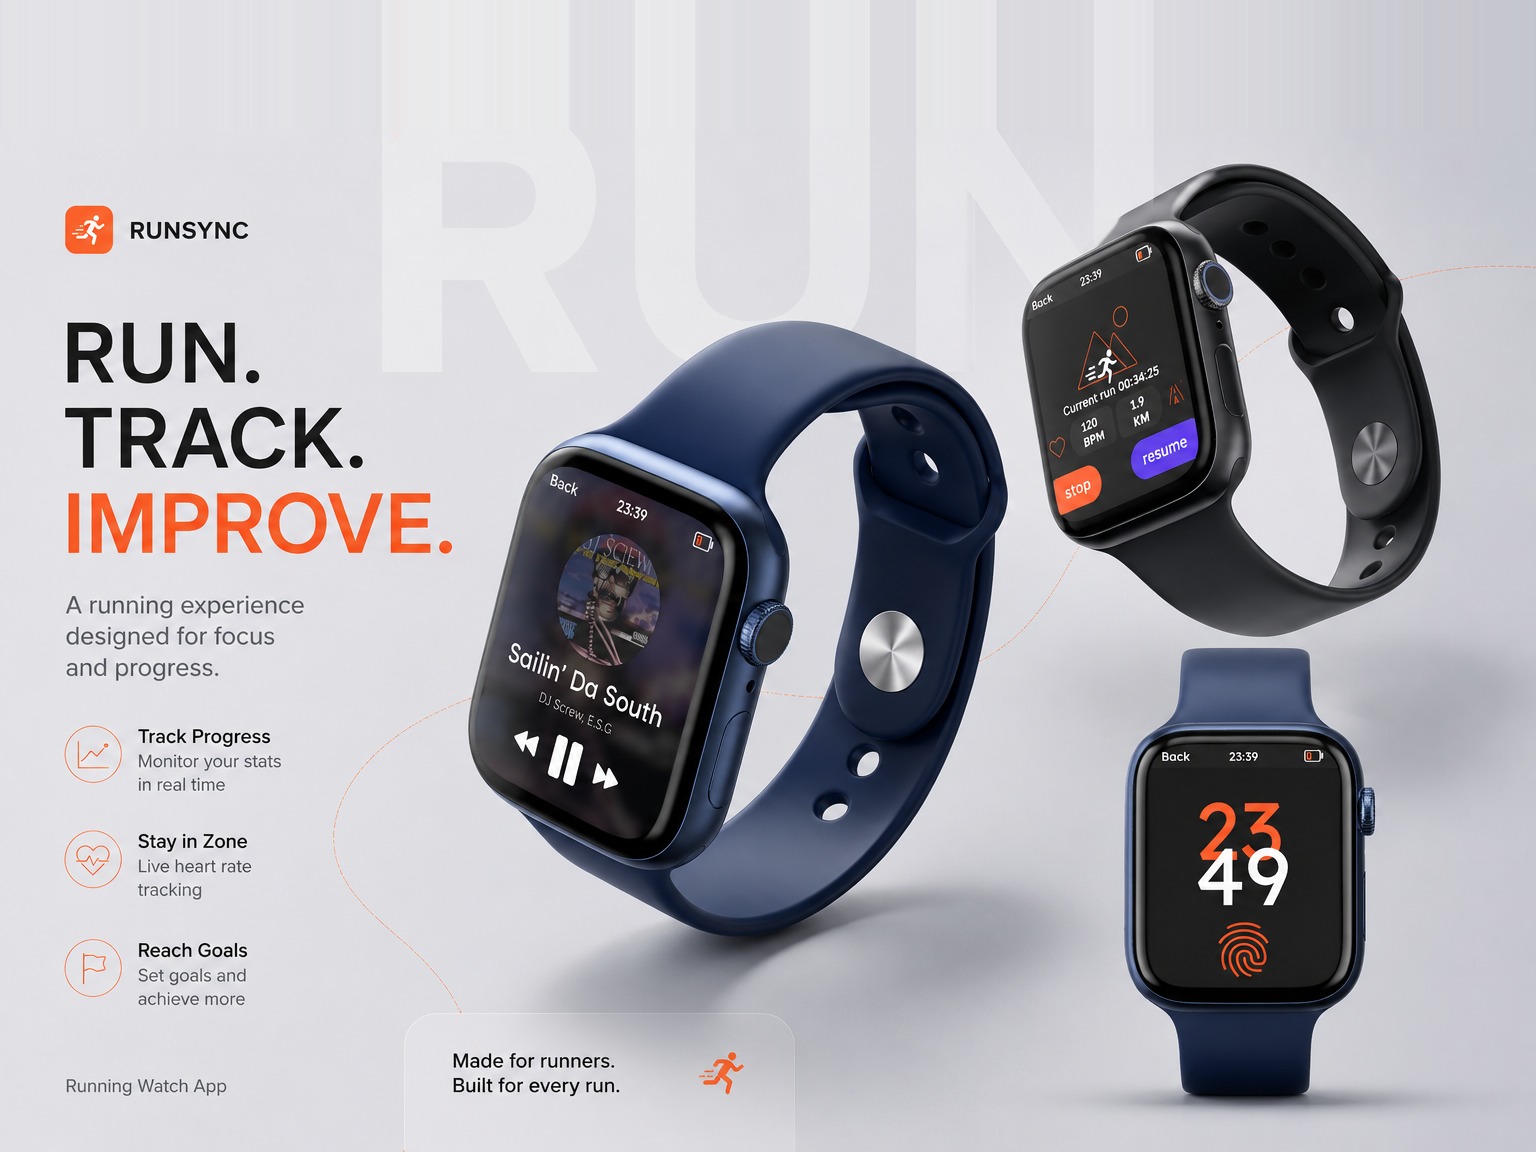 RUN
RUNSYNC
RUN.
TRACK.
IMPROVE.
A running experience
designed for focus
and progress.
Track Progress
Monitor your stats
in real time
Stay in Zone
Live heart rate
tracking
Reach Goals
Set goals and
achieve more
Running Watch App
Made for runners.
Built for every run.
Back
23:39
Sailin' Da South
DJ Screw, E.S.G
Back
23:39
Current run 00:34:25
120
BPM
1.9
KM
stop
resume
Back 23:39
23
49